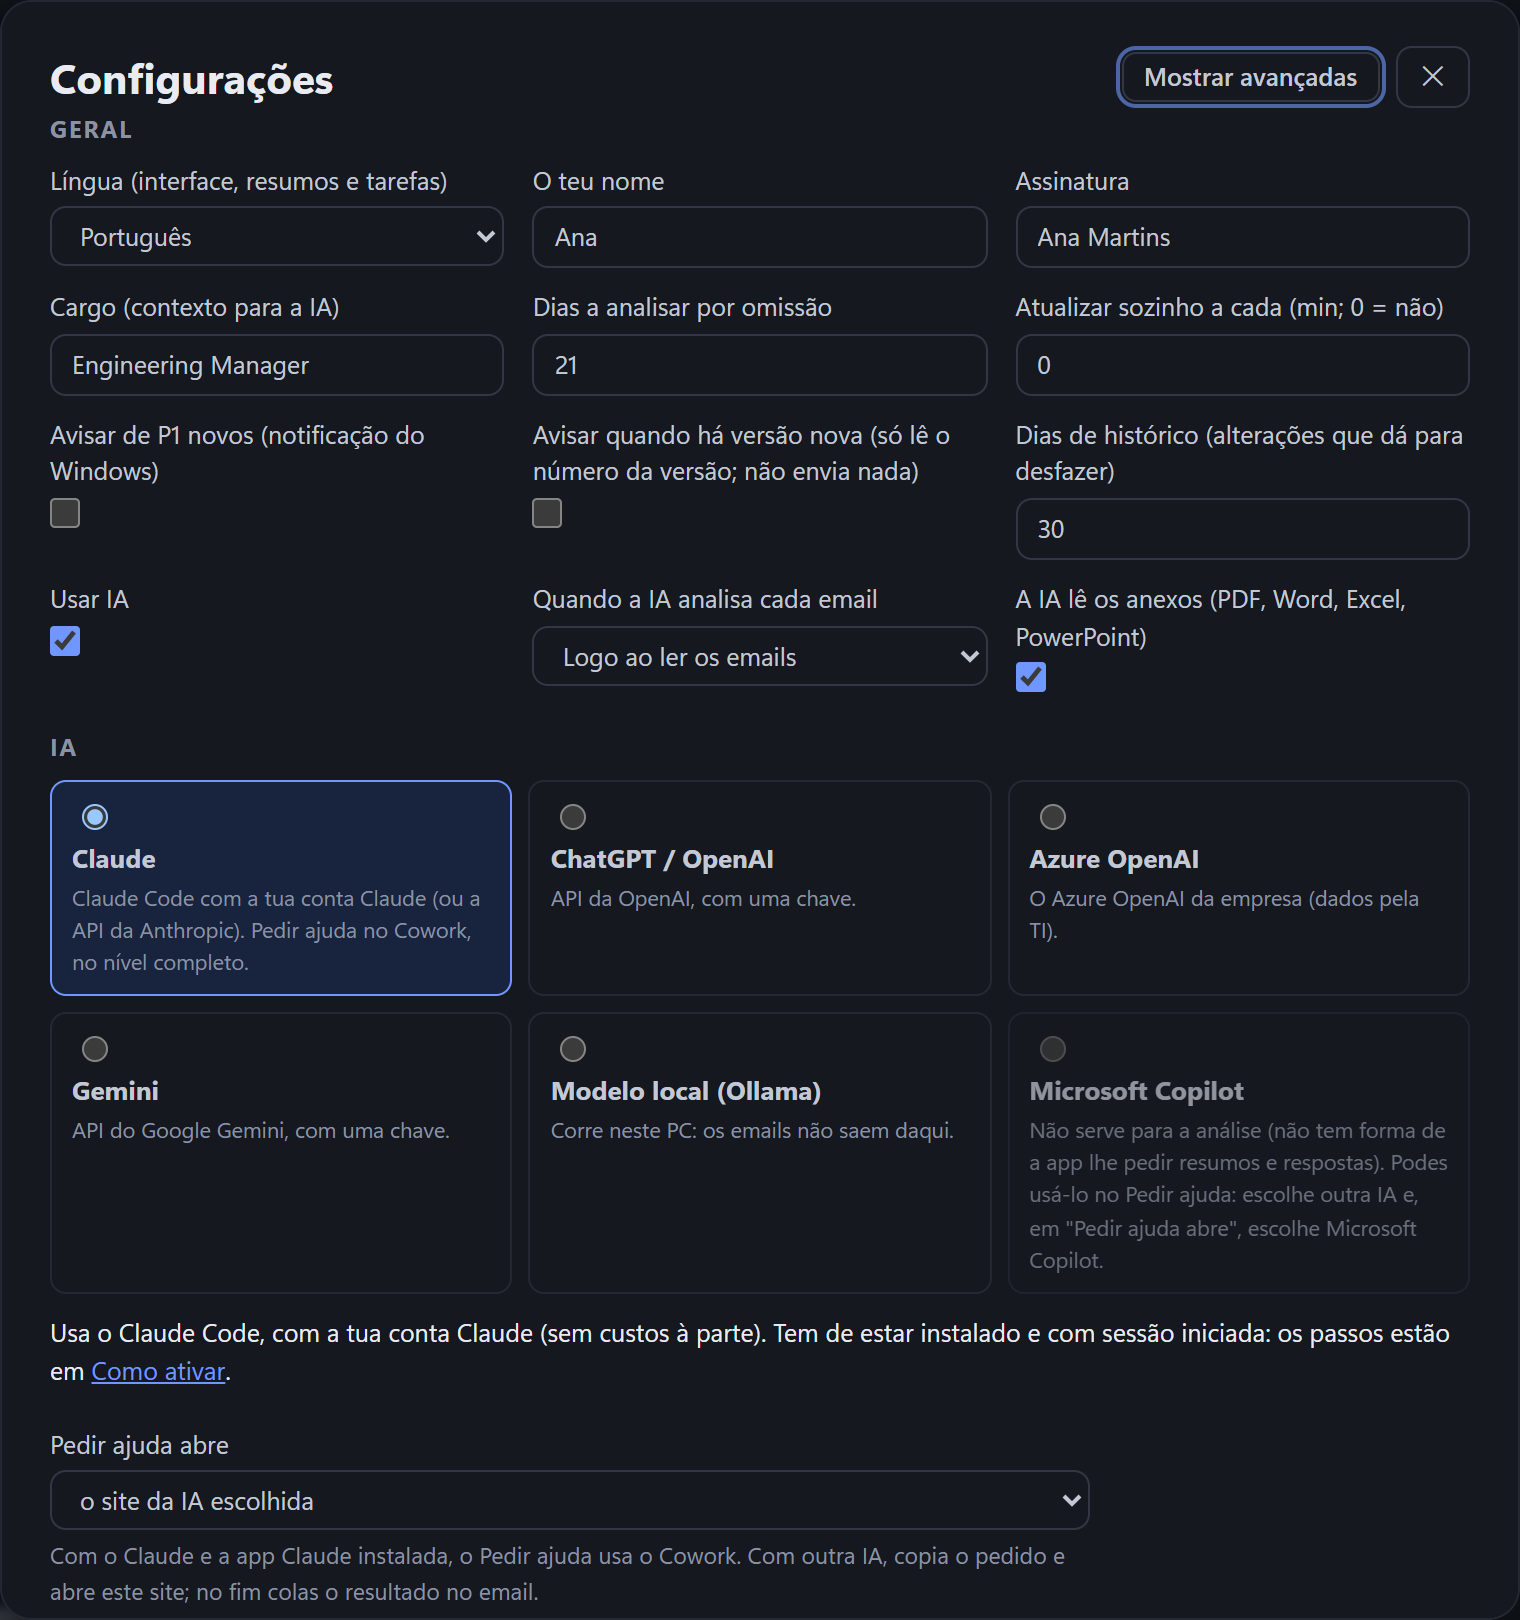 Configurações
Mostrar avançadas
GERAL
Língua (interface, resumos e tarefas)
Português
O teu nome
Ana
Assinatura
Ana Martins
Cargo (contexto para a IA)
Engineering Manager
Dias a analisar por omissão
21
Atualizar sozinho a cada (min; 0 = não)
0
Avisar de P1 novos (notificação do
Windows)
Avisar quando há versão nova (só lê o
número da versão; não envia nada)
Dias de histórico (alterações que dá para
desfazer)
30
Usar IA
Quando a IA analisa cada email
Logo ao ler os emails
A IA lê os anexos (PDF, Word, Excel,
PowerPoint)
IA
Claude
Claude Code com a tua conta Claude (ou a
API da Anthropic). Pedir ajuda no Cowork,
no nível completo.
ChatGPT / OpenAI
API da OpenAI, com uma chave.
Azure OpenAI
O Azure OpenAI da empresa (dados pela
TI).
Gemini
API do Google Gemini, com uma chave.
Modelo local (Ollama)
Corre neste PC: os emails não saem daqui.
Microsoft Copilot
Não serve para a análise (não tem forma de
a app lhe pedir resumos e respostas). Podes
usá-lo no Pedir ajuda: escolhe outra IA e,
em "Pedir ajuda abre", escolhe Microsoft
Copilot.
Usa o Claude Code, com a tua conta Claude (sem custos à parte). Tem de estar instalado e com sessão iniciada: os passos estão
em Como ativar.
Pedir ajuda abre
o site da IA escolhida
Com o Claude e a app Claude instalada, o Pedir ajuda usa o Cowork. Com outra IA, copia o pedido e
abre este site; no fim colas o resultado no email.